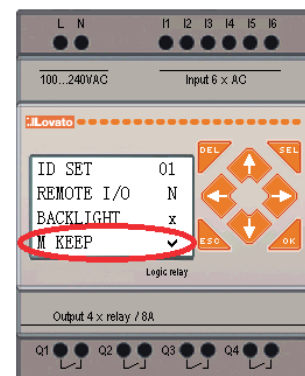 L N I1 I2 I3 I4 I5 I6
100...240VAC Input 6 x AC
Lovato
DEL SEL
ID SET 01
REMOTE I/O N
BACKLIGHT x
M KEEP ✔
ESC OK
Logic relay
Output 4 x relay / 8A
Q1 Q2 Q3 Q4